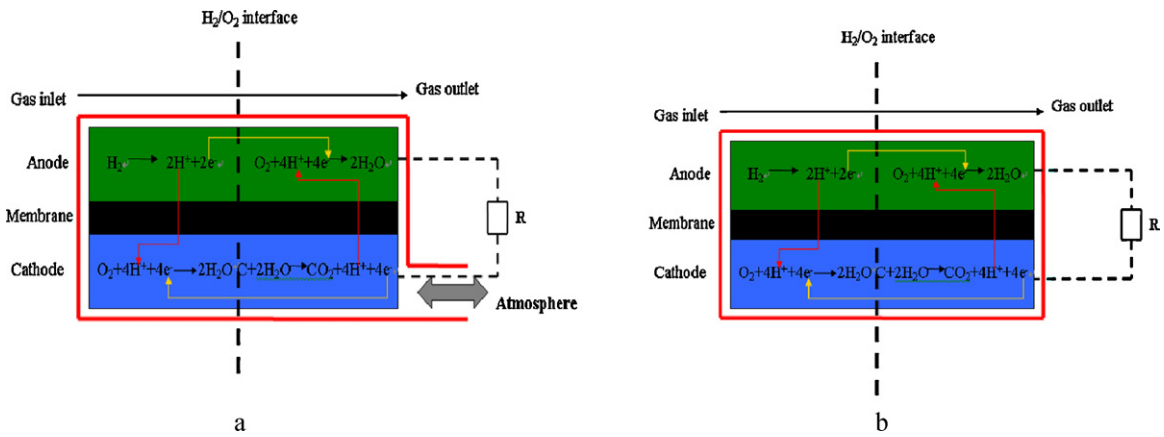 H₂/O₂ interface
Gas inlet
Gas outlet
Anode
H₂ → 2H⁺+2e⁻
O₂+4H⁺+4e⁻ → 2H₂O
Membrane
R
Cathode
O₂+4H⁺+4e⁻ → 2H₂O
C+2H₂O → CO₂+4H⁺+4e⁻
Atmosphere
a
H₂/O₂ interface
Gas inlet
Gas outlet
Anode
H₂ → 2H⁺+2e⁻
O₂+4H⁺+4e⁻ → 2H₂O
Membrane
R
Cathode
O₂+4H⁺+4e⁻ → 2H₂O
C+2H₂O → CO₂+4H⁺+4e⁻
b